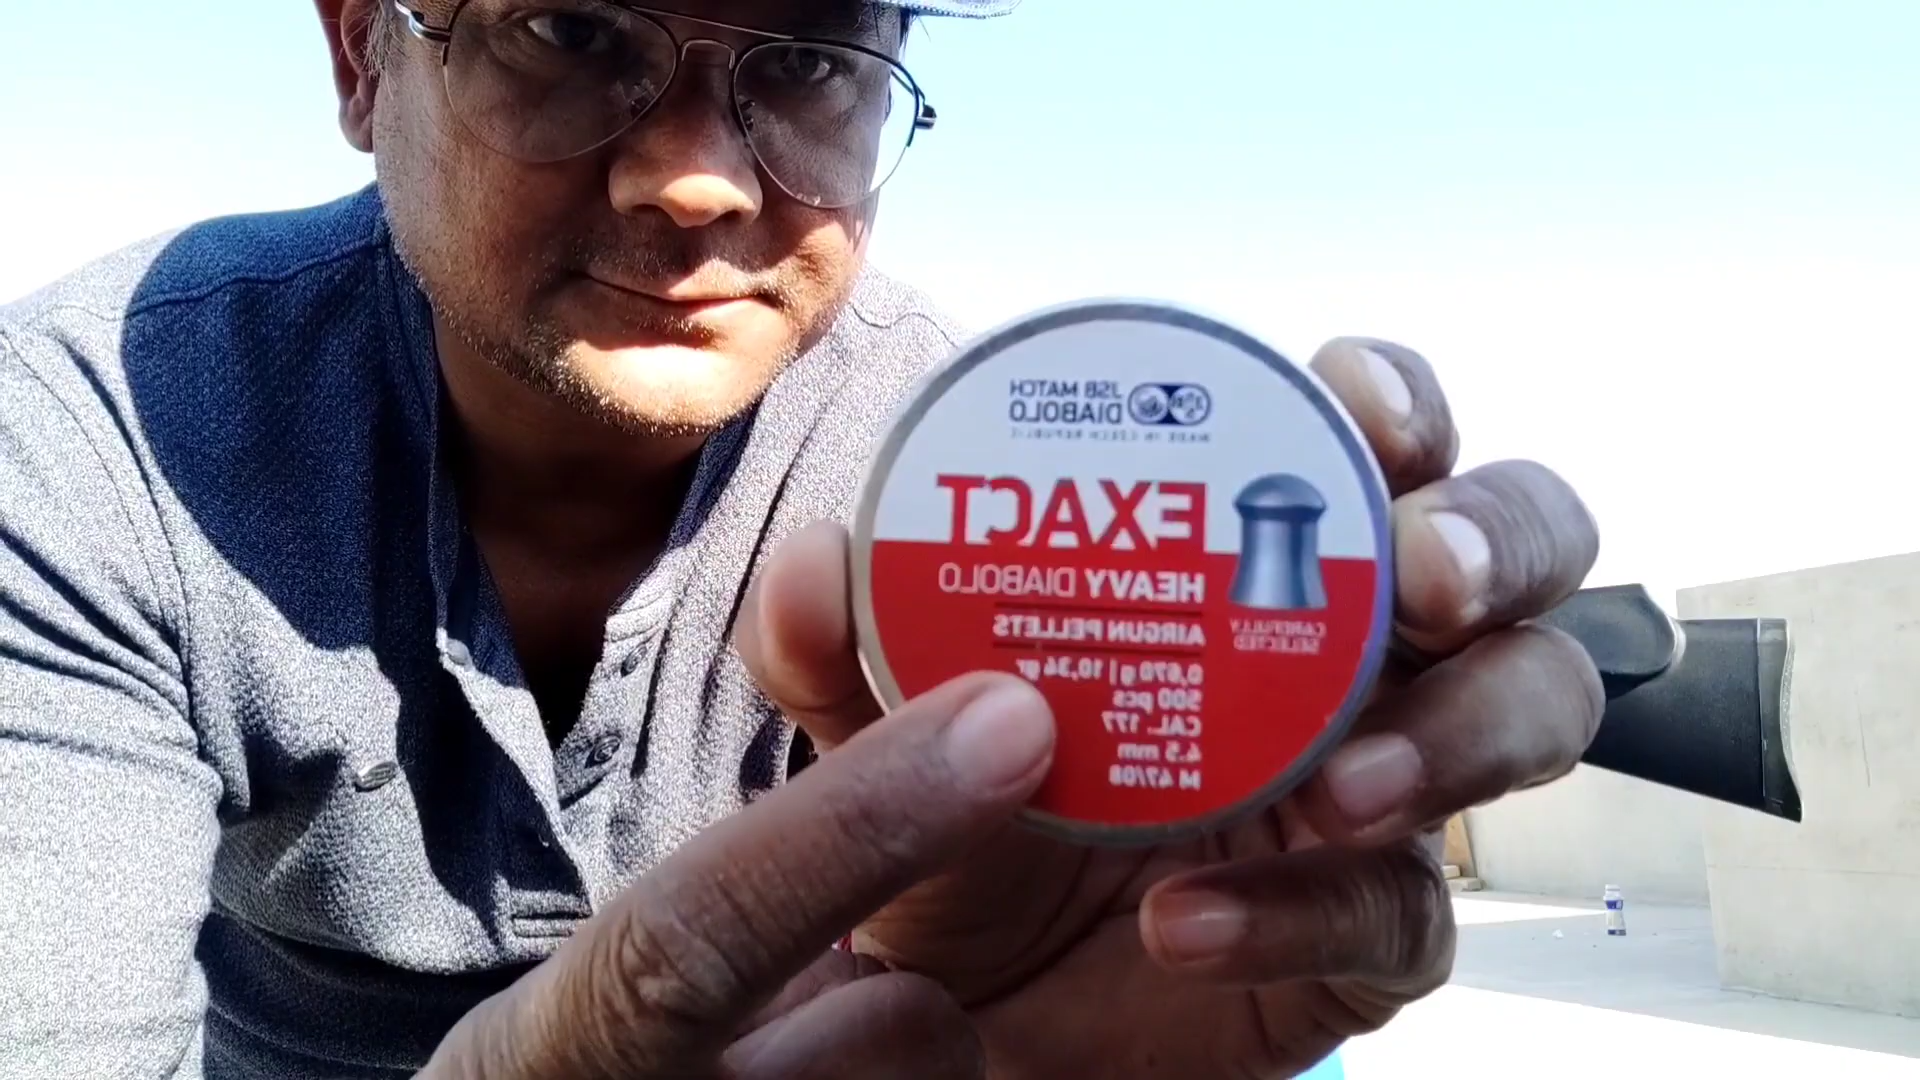 JSB MATCH
DIABOLO
MADE IN CZECH REPUBLIC
EXACT
HEAVY DIABOLO
AIRGUN PELLETS
CAREFULLY
SELECTED
0,670 g | 10,34 gr
500 pcs
CAL. 177
4.5 mm
M 47/08